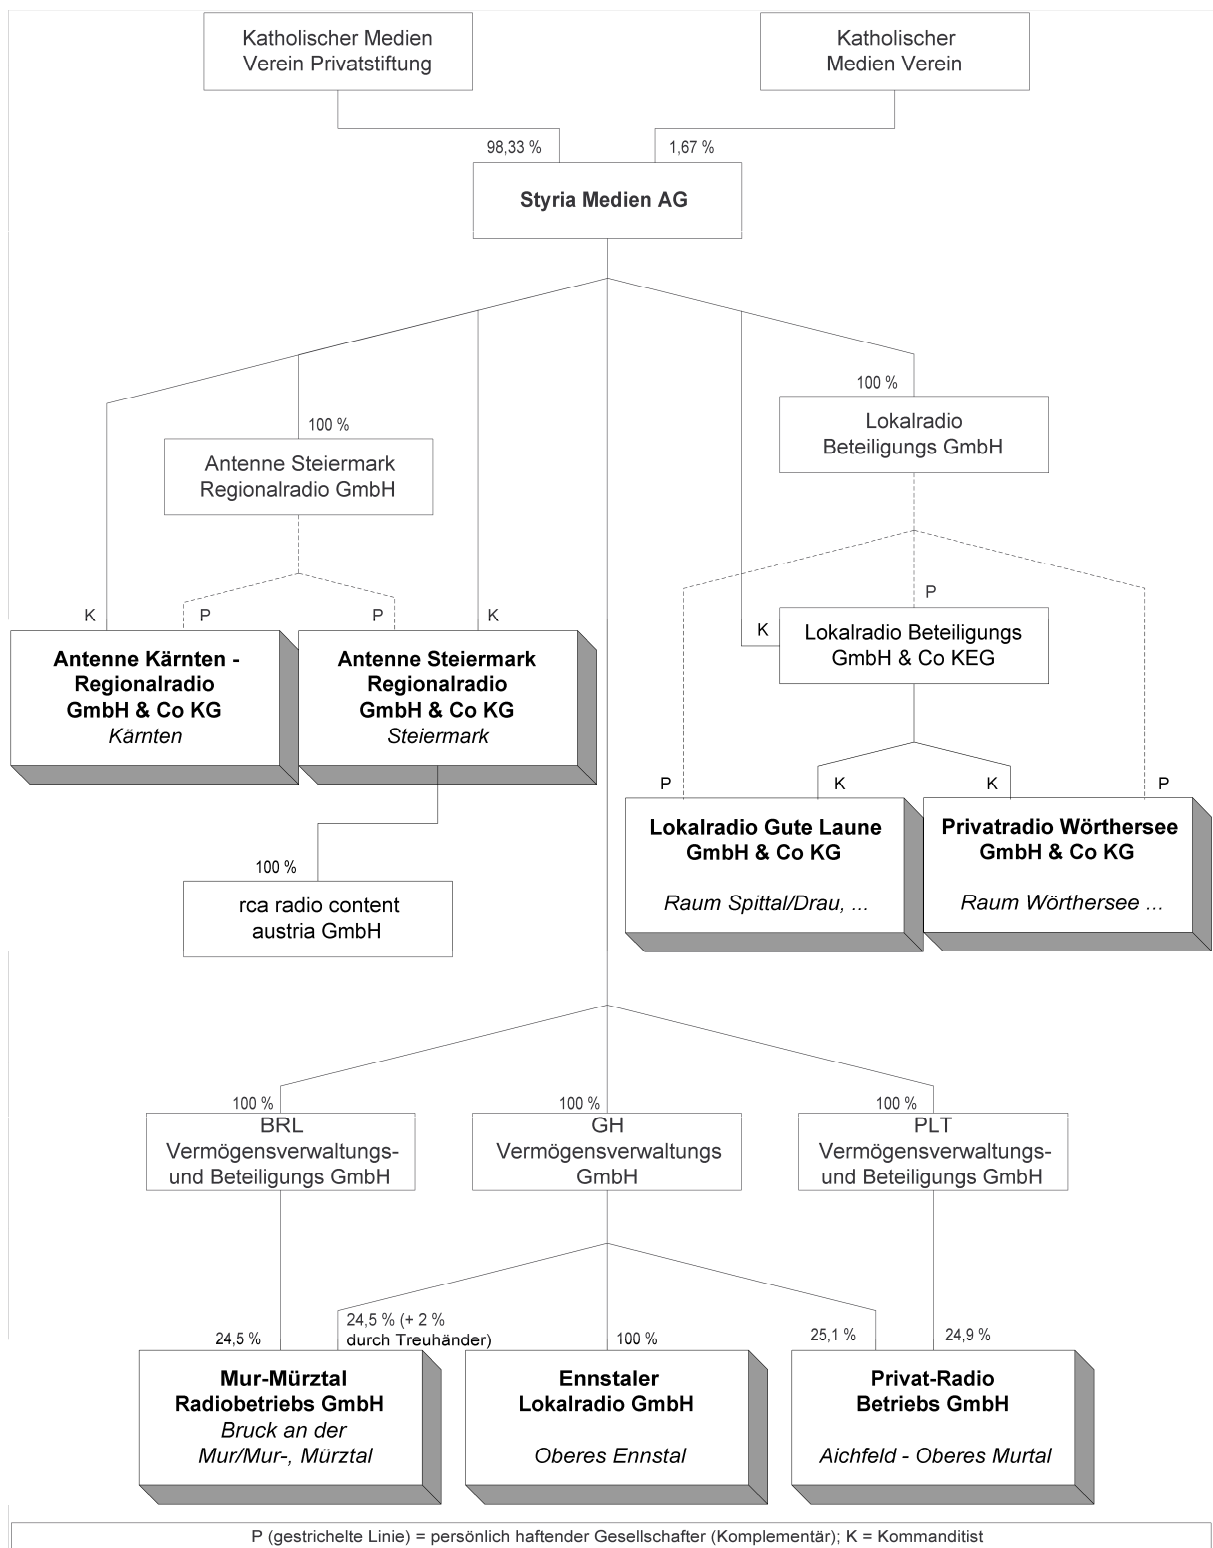 Katholischer Medien
Verein Privatstiftung
Katholischer
Medien Verein
98,33 %
1,67 %
Styria Medien AG
100 %
Lokalradio
Beteiligungs GmbH
100 %
Antenne Steiermark
Regionalradio GmbH
P
K
P
P
K
K
Lokalradio Beteiligungs
GmbH & Co KEG
Antenne Kärnten -
Regionalradio
GmbH & Co KG
Kärnten
Antenne Steiermark
Regionalradio
GmbH & Co KG
Steiermark
P
K
K
P
Lokalradio Gute Laune
GmbH & Co KG
Raum Spittal/Drau, ...
Privatradio Wörthersee
GmbH & Co KG
Raum Wörthersee ...
100 %
rca radio content
austria GmbH
100 %
BRL
Vermögensverwaltungs-
und Beteiligungs GmbH
100 %
GH
Vermögensverwaltungs
GmbH
100 %
PLT
Vermögensverwaltungs-
und Beteiligungs GmbH
24,5 %
24,5 % (+ 2 %
durch Treuhänder)
100 %
25,1 %
24,9 %
Mur-Mürztal
Radiobetriebs GmbH
Bruck an der
Mur/Mur-, Mürztal
Ennstaler
Lokalradio GmbH
Oberes Ennstal
Privat-Radio
Betriebs GmbH
Aichfeld - Oberes Murtal
P (gestrichelte Linie) = persönlich haftender Gesellschafter (Komplementär); K = Kommanditist